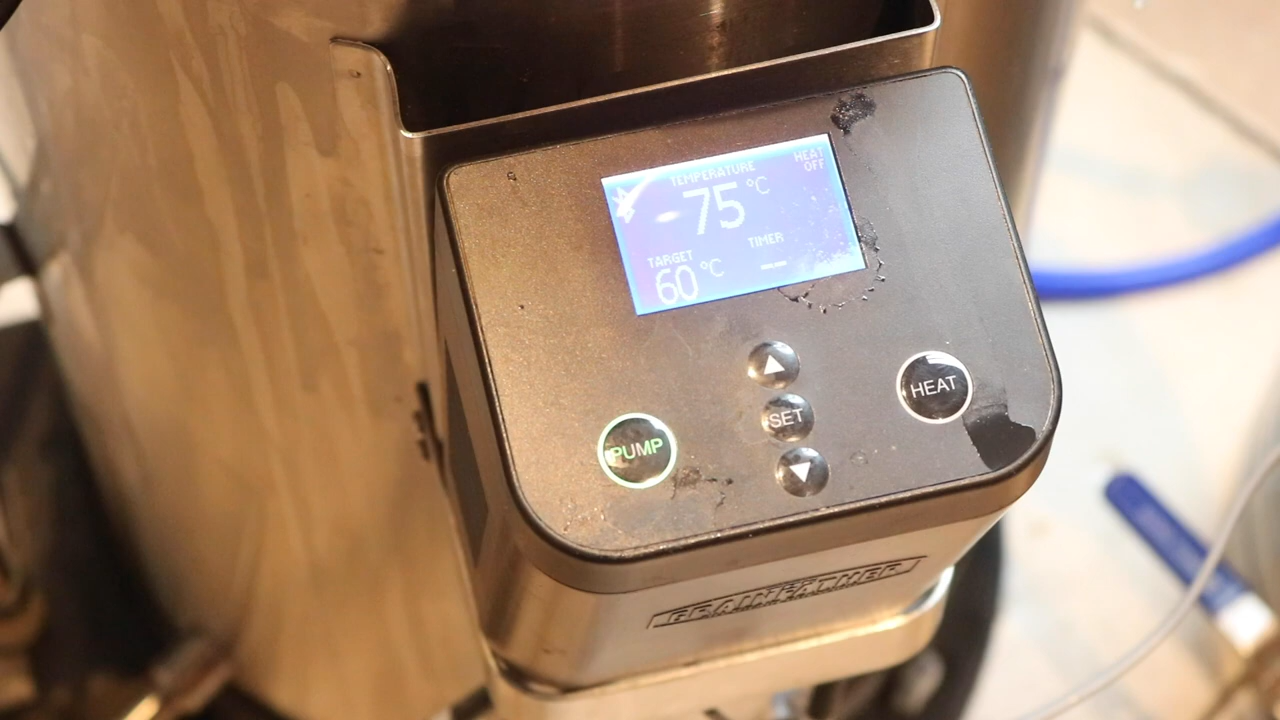 TEMPERATURE
HEAT
OFF
75 °C
TIMER
TARGET
60 °C
--:--
HEAT
SET
PUMP
GRAINFATHER